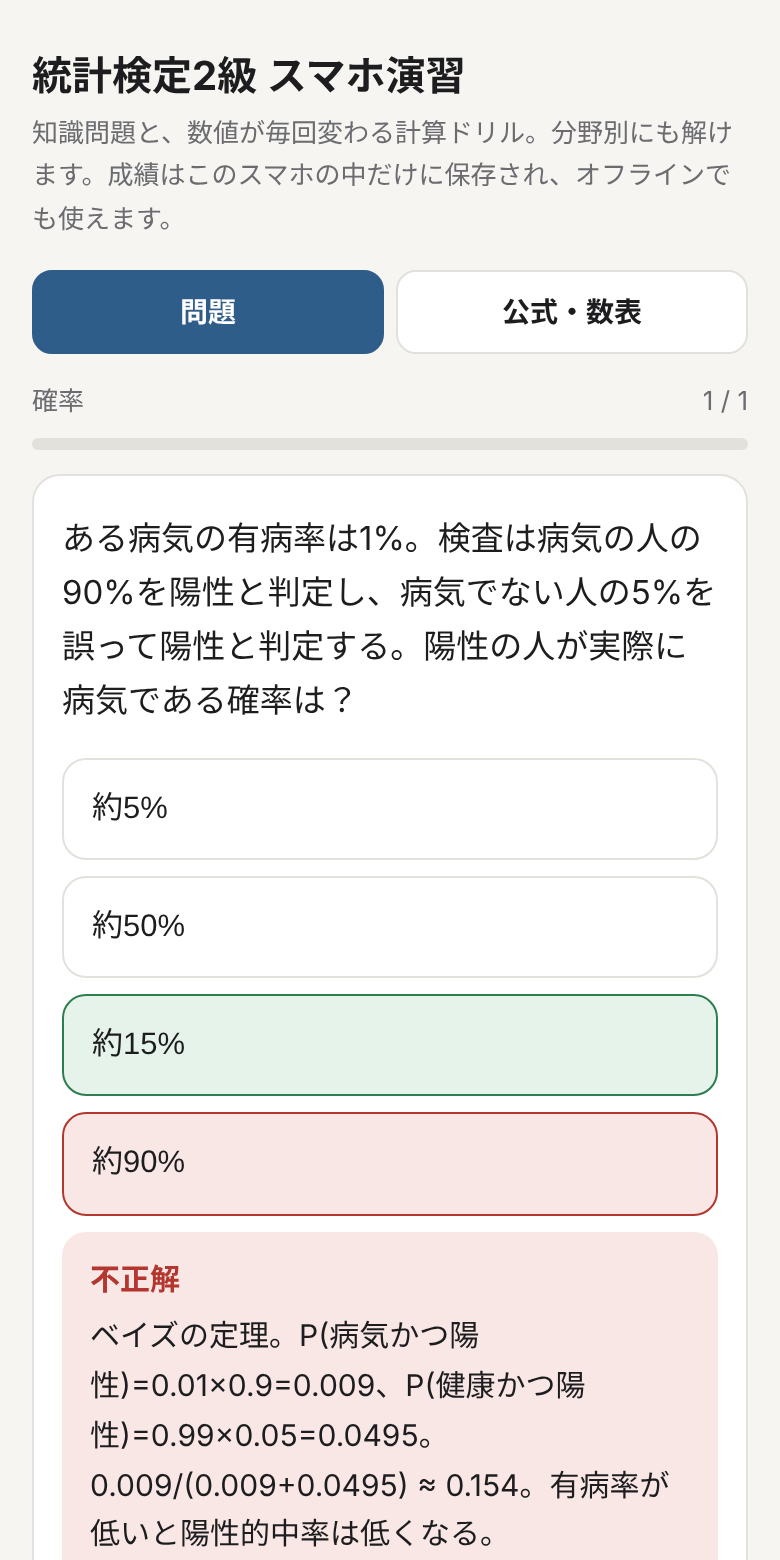 統計検定2級 スマホ演習
知識問題と、数値が毎回変わる計算ドリル。分野別にも解け
ます。成績はこのスマホの中だけに保存され、オフラインで
も使えます。
問題
公式・数表
確率
1 / 1
ある病気の有病率は1%。検査は病気の人の
90%を陽性と判定し、病気でない人の5%を
誤って陽性と判定する。陽性の人が実際に
病気である確率は？
約5%
約50%
約15%
約90%
不正解
ベイズの定理。P(病気かつ陽
性)=0.01×0.9=0.009、P(健康かつ陽
性)=0.99×0.05=0.0495。
0.009/(0.009+0.0495) ≈ 0.154。有病率が
低いと陽性的中率は低くなる。